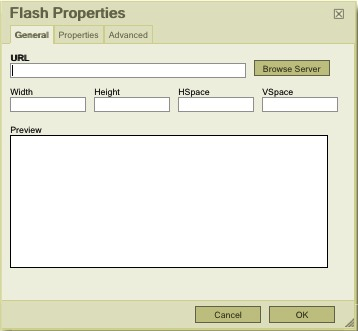 Flash Properties
General Properties Advanced
URL
Browse Server
Width Height HSpace VSpace
Preview
Cancel OK